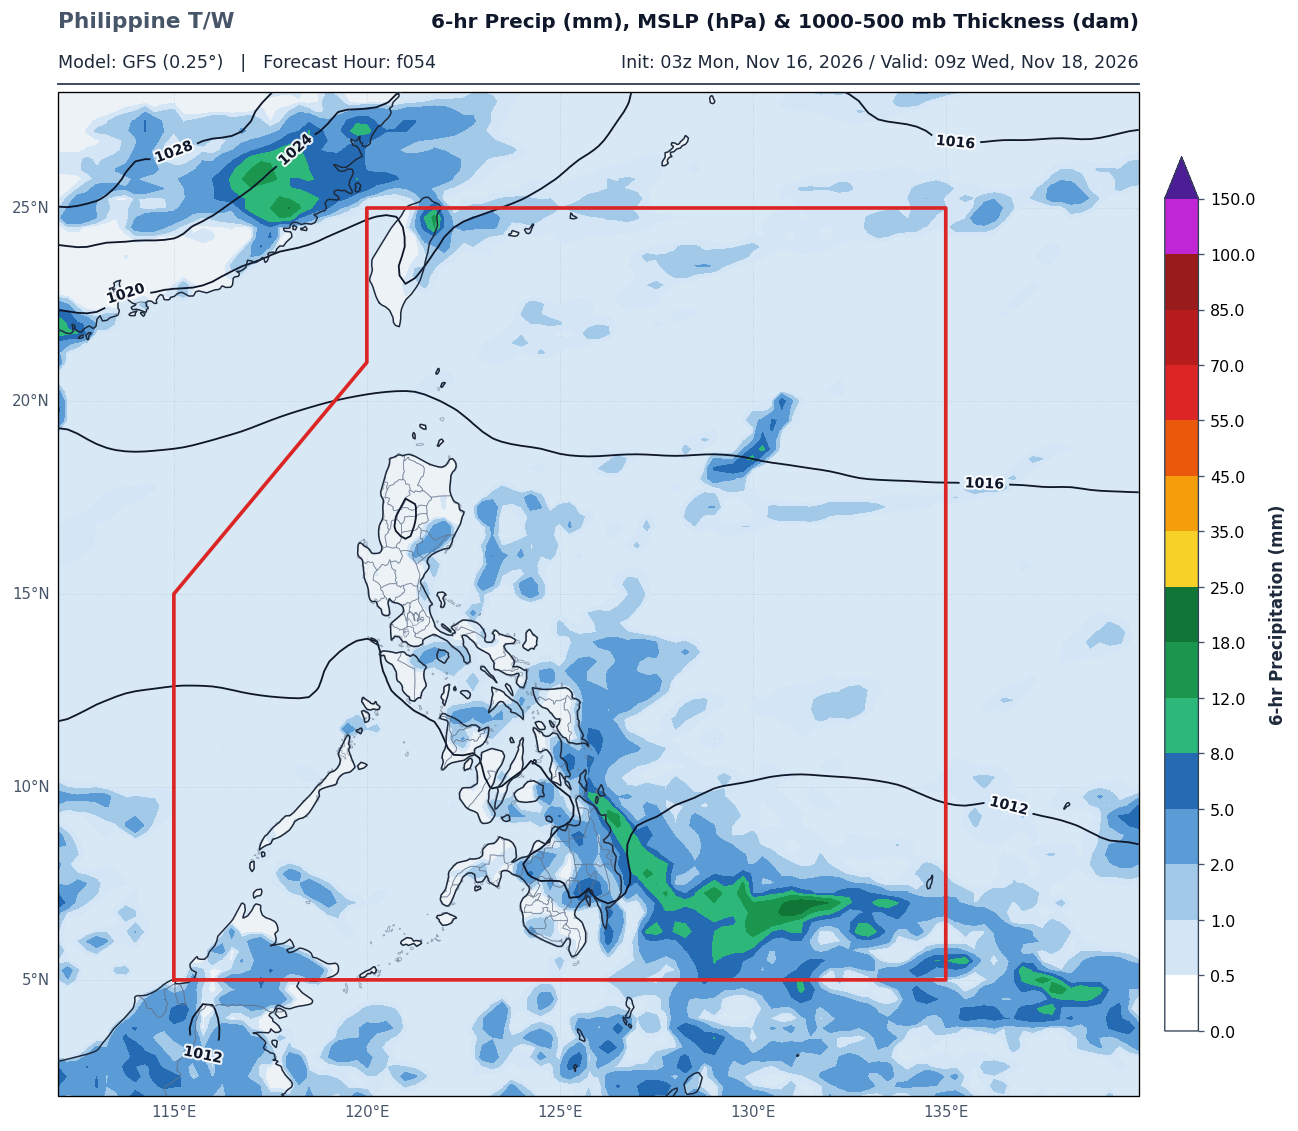 Philippine T/W
6-hr Precip (mm), MSLP (hPa) & 1000-500 mb Thickness (dam)
Model: GFS (0.25°) | Forecast Hour: f054
Init: 03z Mon, Nov 16, 2026 / Valid: 09z Wed, Nov 18, 2026
1028
1024
1016
1020
1016
1012
1012
25°N
20°N
15°N
10°N
5°N
115°E
120°E
125°E
130°E
135°E
150.0
100.0
85.0
70.0
55.0
45.0
35.0
25.0
18.0
12.0
8.0
5.0
2.0
1.0
0.5
0.0
6-hr Precipitation (mm)